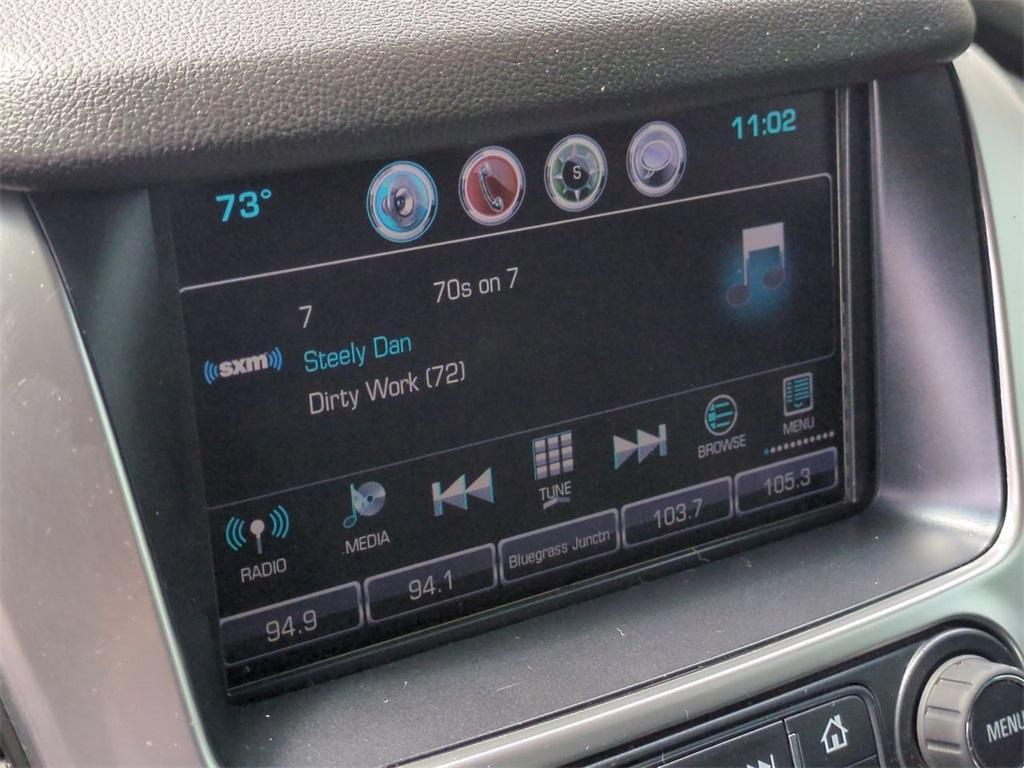 73°
S
11:02
7
70s on 7
sxm
Steely Dan
Dirty Work (72)
RADIO
MEDIA
TUNE
BROWSE
MENU
94.9
94.1
Bluegrass Junctn
103.7
105.3
MENU